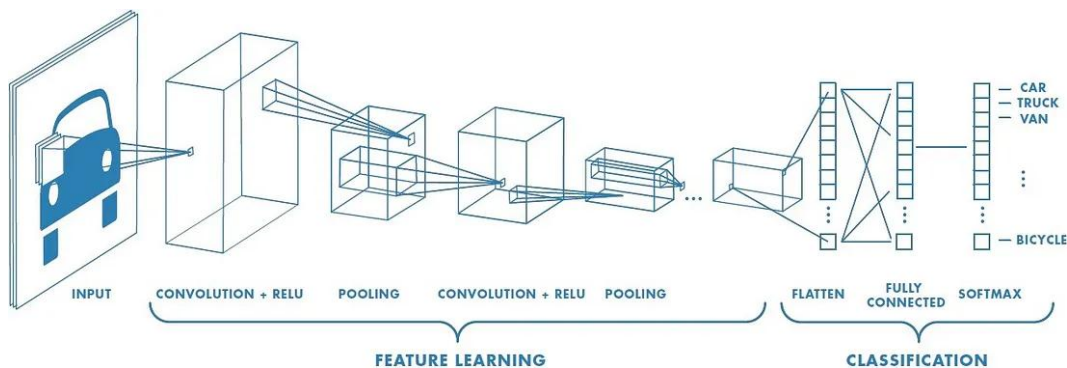 CAR
TRUCK
VAN
BICYCLE
INPUT
CONVOLUTION + RELU
POOLING
CONVOLUTION + RELU
POOLING
FLATTEN
FULLY
CONNECTED
SOFTMAX
FEATURE LEARNING
CLASSIFICATION